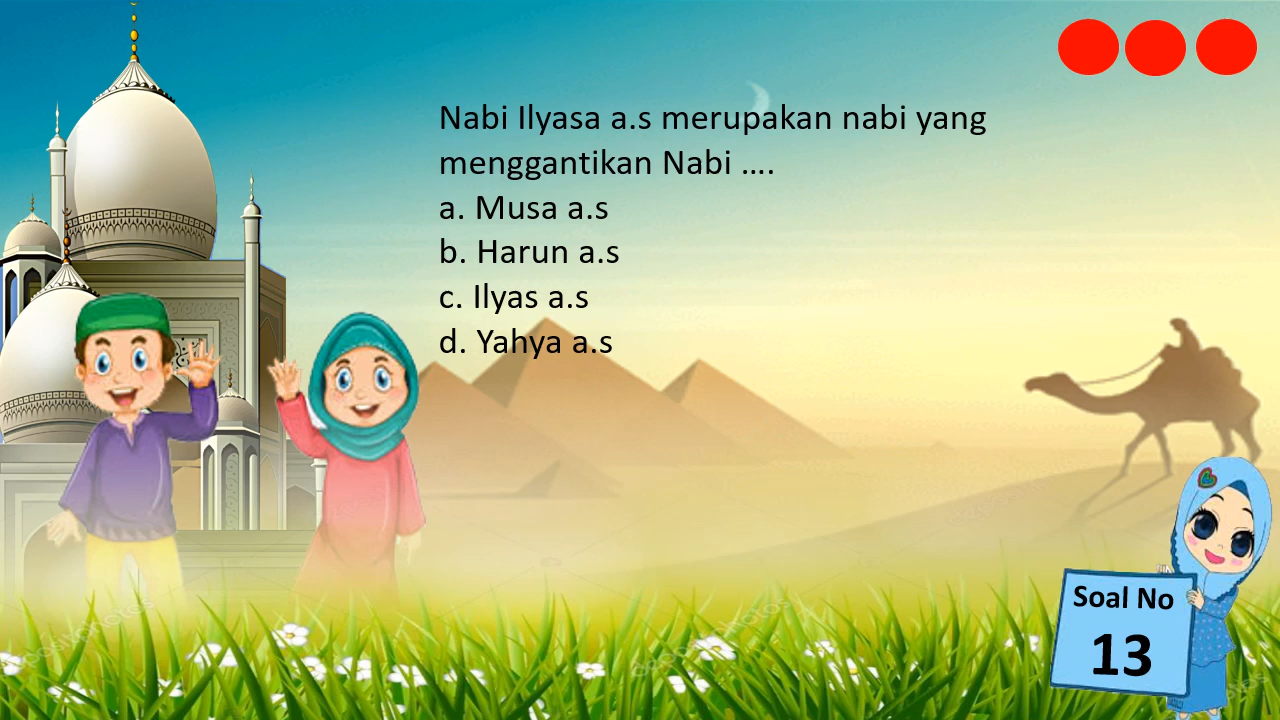 Nabi Ilyasa a.s merupakan nabi yang
menggantikan Nabi ....
a. Musa a.s
b. Harun a.s
c. Ilyas a.s
d. Yahya a.s
Soal No
13